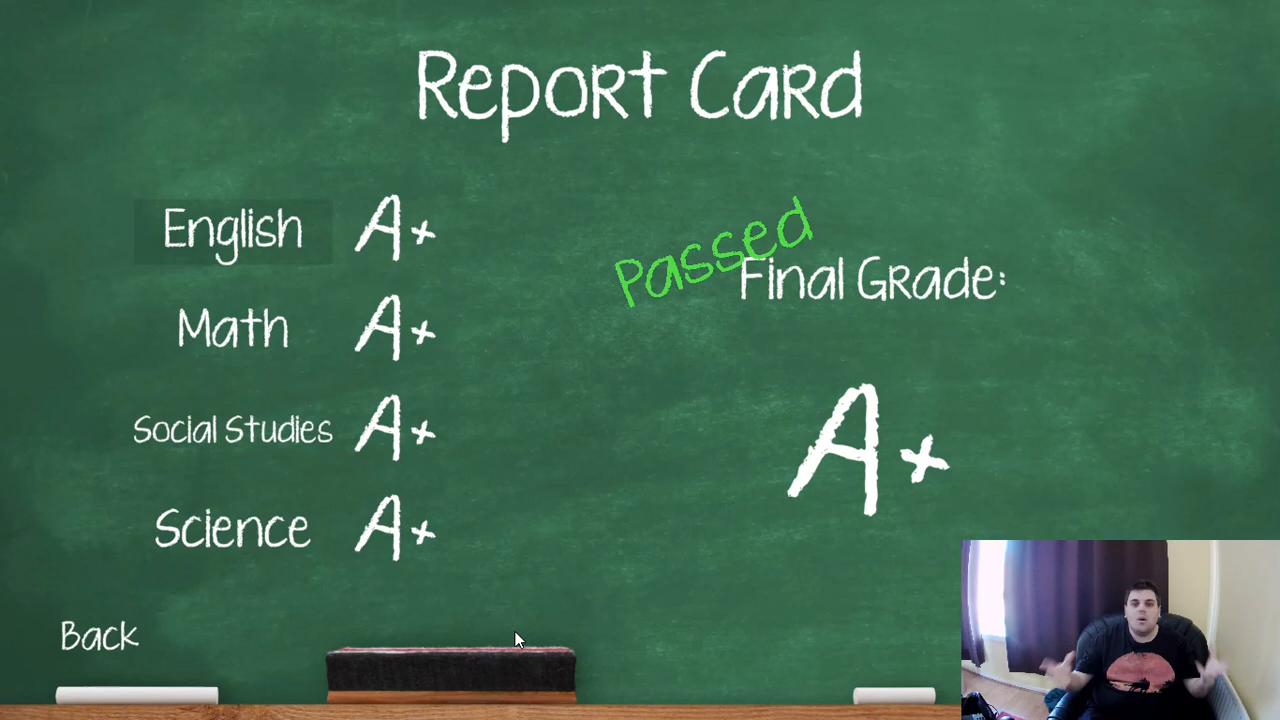 Report Card
English A+
Math A+
Social Studies A+
Science A+
Passed
Final Grade:
A+
Back